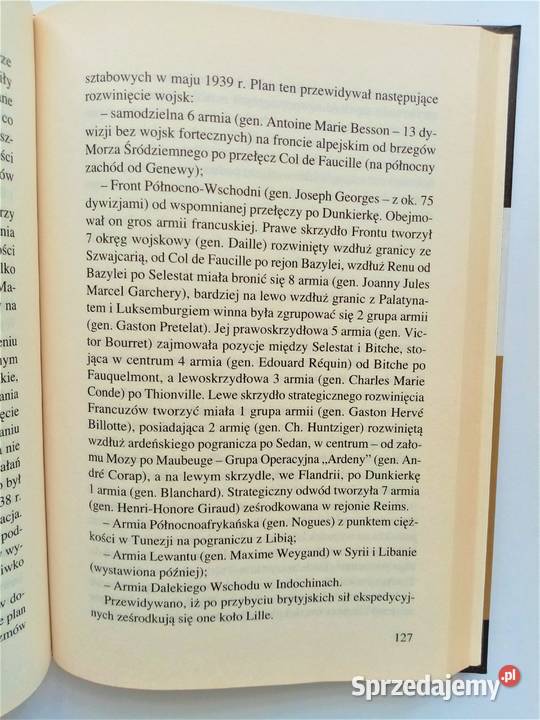 sztabowych w maju 1939 r. Plan ten przewidywał następujące
rozwinięcie wojsk:
– samodzielna 6 armia (gen. Antoine Marie Besson – 13 dy-
wizji bez wojsk fortecznych) na froncie alpejskim od brzegów
Morza Śródziemnego po przełęcz Col de Faucille (na północny
zachód od Genewy);
– Front Północno-Wschodni (gen. Joseph Georges – z ok. 75
dywizjami) od wspomnianej przełęczy po Dunkierkę. Obejmo-
wał on gros armii francuskiej. Prawe skrzydło Frontu tworzył
7 okręg wojskowy (gen. Daille) rozwinięty wzdłuż granicy ze
Szwajcarią, od Col de Faucille po rejon Bazylei, wzdłuż Renu od
Bazylei po Selestat miała bronić się 8 armia (gen. Joanny Jules
Marcel Garchery), bardziej na lewo wzdłuż granic z Palatyna-
tem i Luksemburgiem winna była zgrupować się 2 grupa armii
(gen. Gaston Pretelat). Jej prawoskrzydłowa 5 armia (gen. Vic-
tor Bourret) zajmowała pozycje między Selestat i Bitche, sto-
jąca w centrum 4 armia (gen. Edouard Réquin) od Bitche po
Fauquelmont, a lewoskrzydłowa 3 armia (gen. Charles Marie
Conde) po Thionville. Lewe skrzydło strategicznego rozwinięcia
Francuzów tworzyć miała 1 grupa armii (gen. Gaston Hervé
Billotte), posiadająca 2 armię (gen. Ch. Huntziger) rozwiniętą
wzdłuż ardeńskiego pogranicza po Sedan, w centrum – od zało-
mu Mozy po Maubeuge – Grupa Operacyjna „Ardeny” (gen. An-
dré Corap), a na lewym skrzydle, we Flandrii, po Dunkierkę
1 armia (gen. Blanchard). Strategiczny odwód tworzyła 7 armia
(gen. Henri-Honore Giraud) ześrodkowana w rejonie Reims.
– Armia Północnoafrykańska (gen. Nogues) z punktem cięż-
kości w Tunezji na pograniczu z Libią;
– Armia Lewantu (gen. Maxime Weygand) w Syrii i Libanie
(wystawiona później);
– Armia Dalekiego Wschodu w Indochinach.
Przewidywano, iż po przybyciu brytyjskich sił ekspedycyj-
nych ześrodkują się one koło Lille.
127
Sprzedajemy.pl